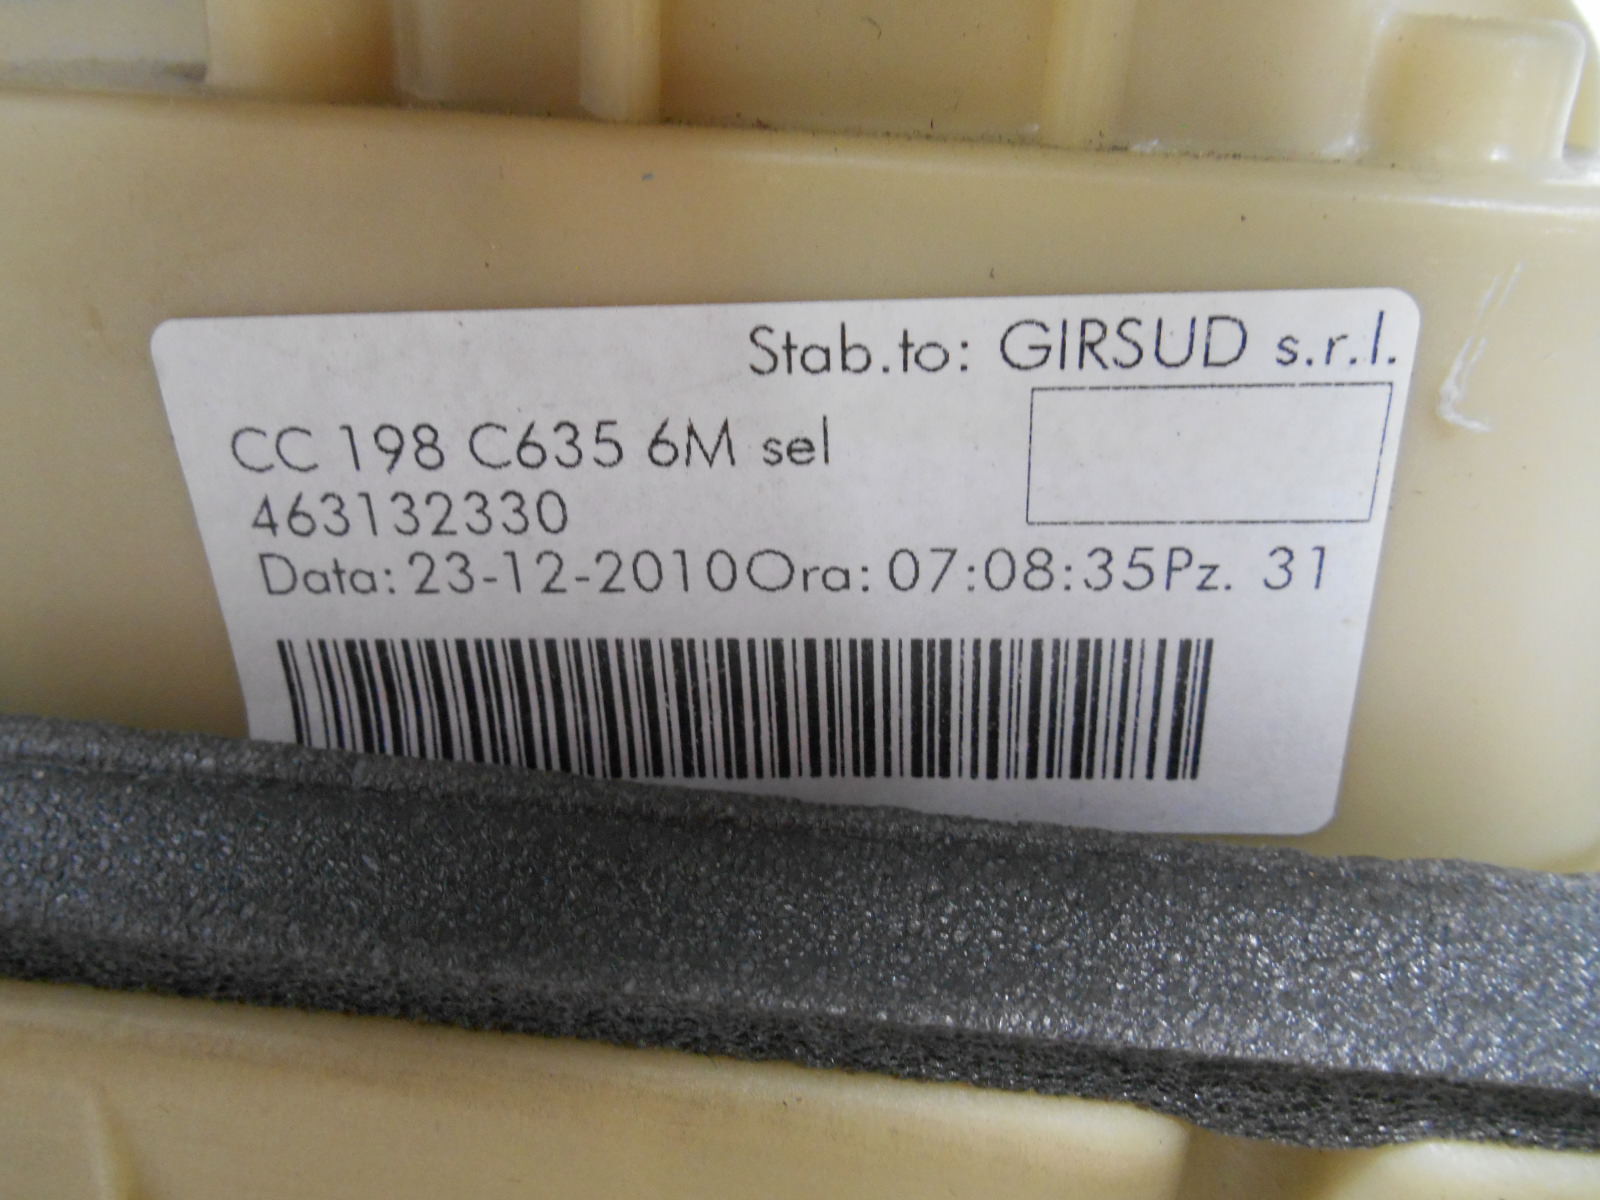 Stab.to: GIRSUD s.r.l.
CC 198 C635 6M sel
463132330
Data: 23-12-2010Ora: 07:08:35Pz. 31